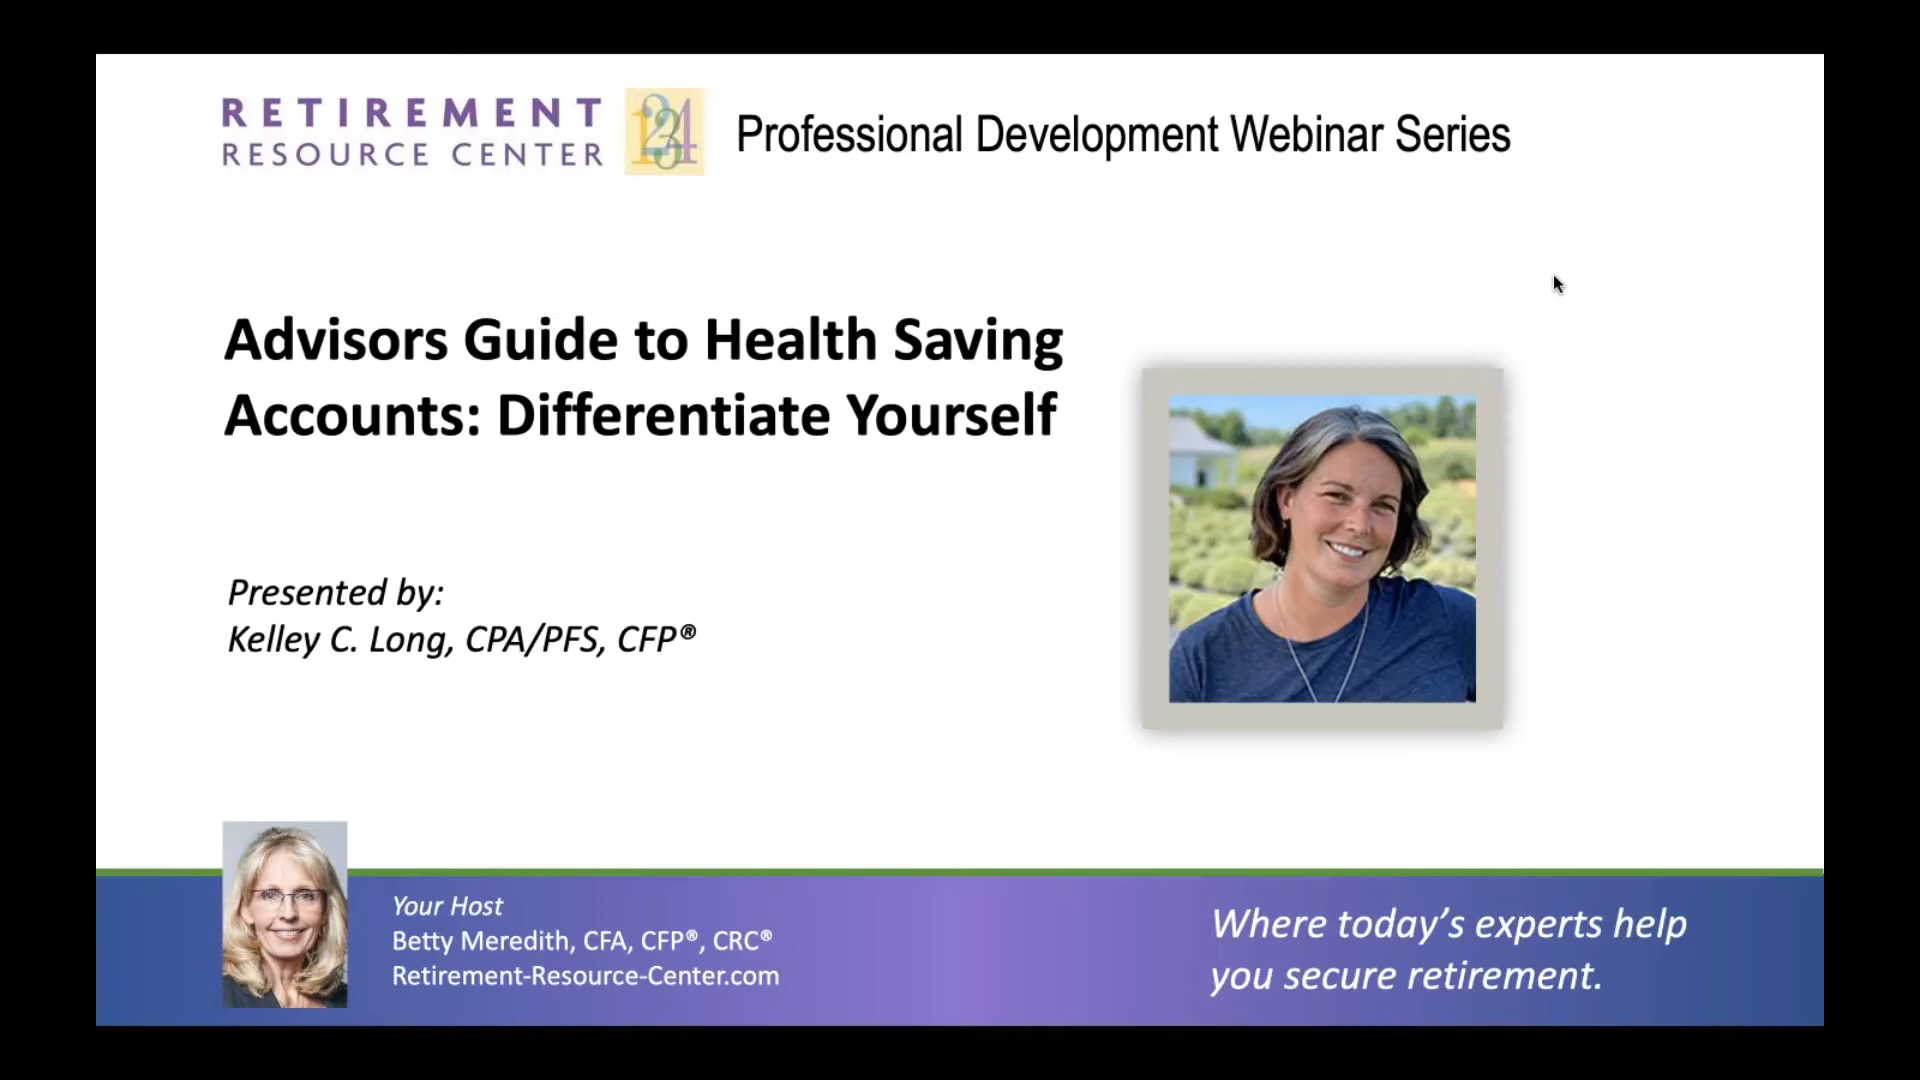 RETIREMENT
RESOURCE CENTER
1234
Professional Development Webinar Series
Advisors Guide to Health Saving
Accounts: Differentiate Yourself
Presented by:
Kelley C. Long, CPA/PFS, CFP®
Your Host
Betty Meredith, CFA, CFP®, CRC®
Retirement-Resource-Center.com
Where today's experts help
you secure retirement.